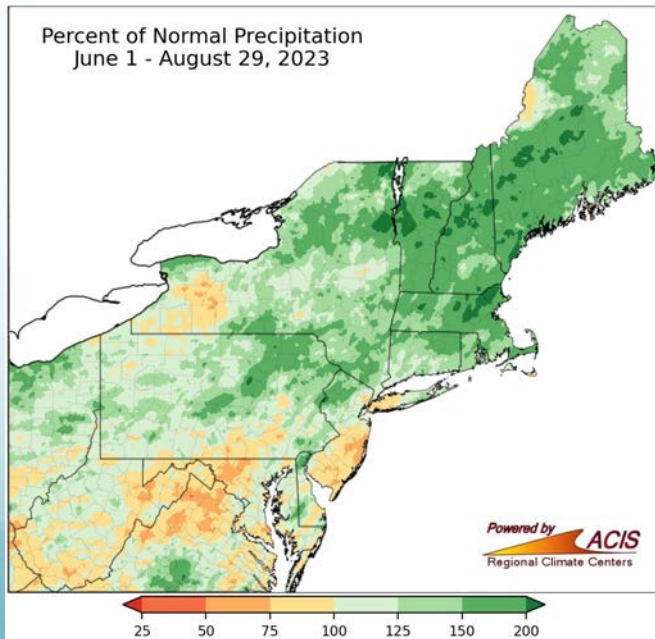 Percent of Normal Precipitation
June 1 - August 29, 2023
Powered by
ACIS
Regional Climate Centers
25 50 75 100 125 150 200